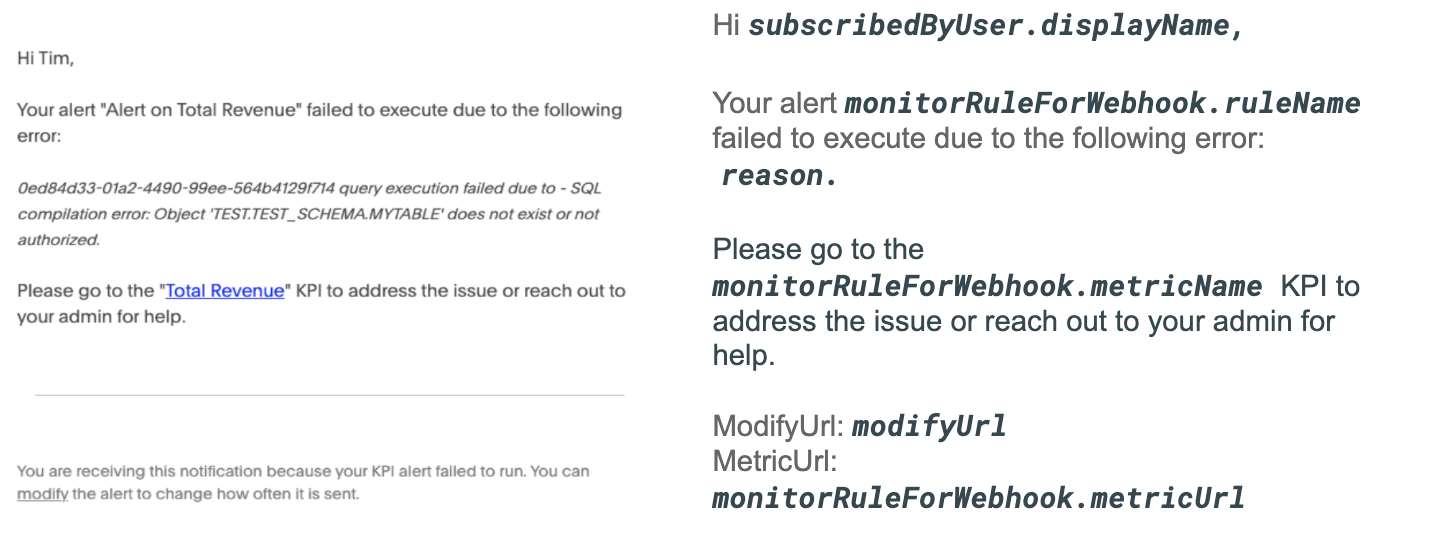 Hi Tim,
Your alert "Alert on Total Revenue" failed to execute due to the following
error:
0ed84d33-01a2-4490-99ee-564b4129f714 query execution failed due to - SQL
compilation error: Object 'TEST.TEST_SCHEMA.MYTABLE' does not exist or not
authorized.
Please go to the "Total Revenue" KPI to address the issue or reach out to
your admin for help.
You are receiving this notification because your KPI alert failed to run. You can
modify the alert to change how often it is sent.
Hi subscribedByUser.displayName,
Your alert monitorRuleForWebhook.ruleName
failed to execute due to the following error:
reason.
Please go to the
monitorRuleForWebhook.metricName KPI to
address the issue or reach out to your admin for
help.
ModifyUrl: modifyUrl
MetricUrl:
monitorRuleForWebhook.metricUrl